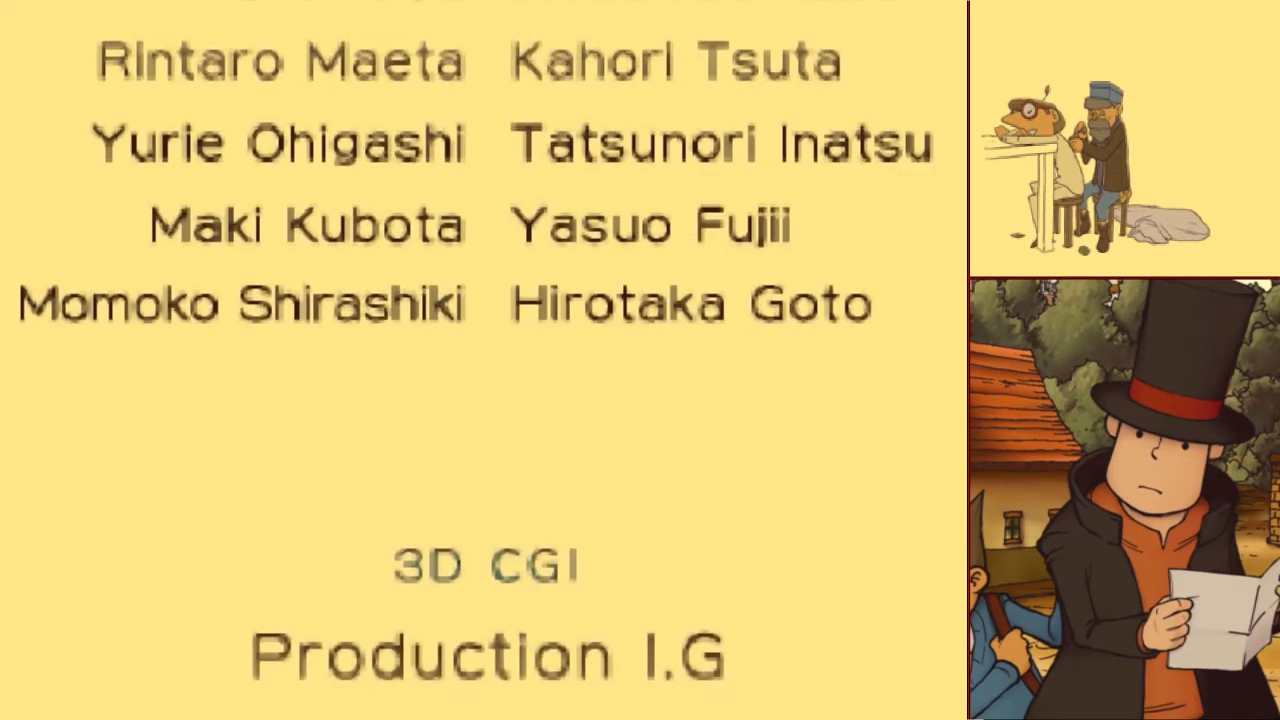 Rintaro Maeta Kahori Tsuta
Yurie Ohigashi Tatsunori Inatsu
Maki Kubota Yasuo Fujii
Momoko Shirashiki Hirotaka Goto
3D CGI
Production I.G